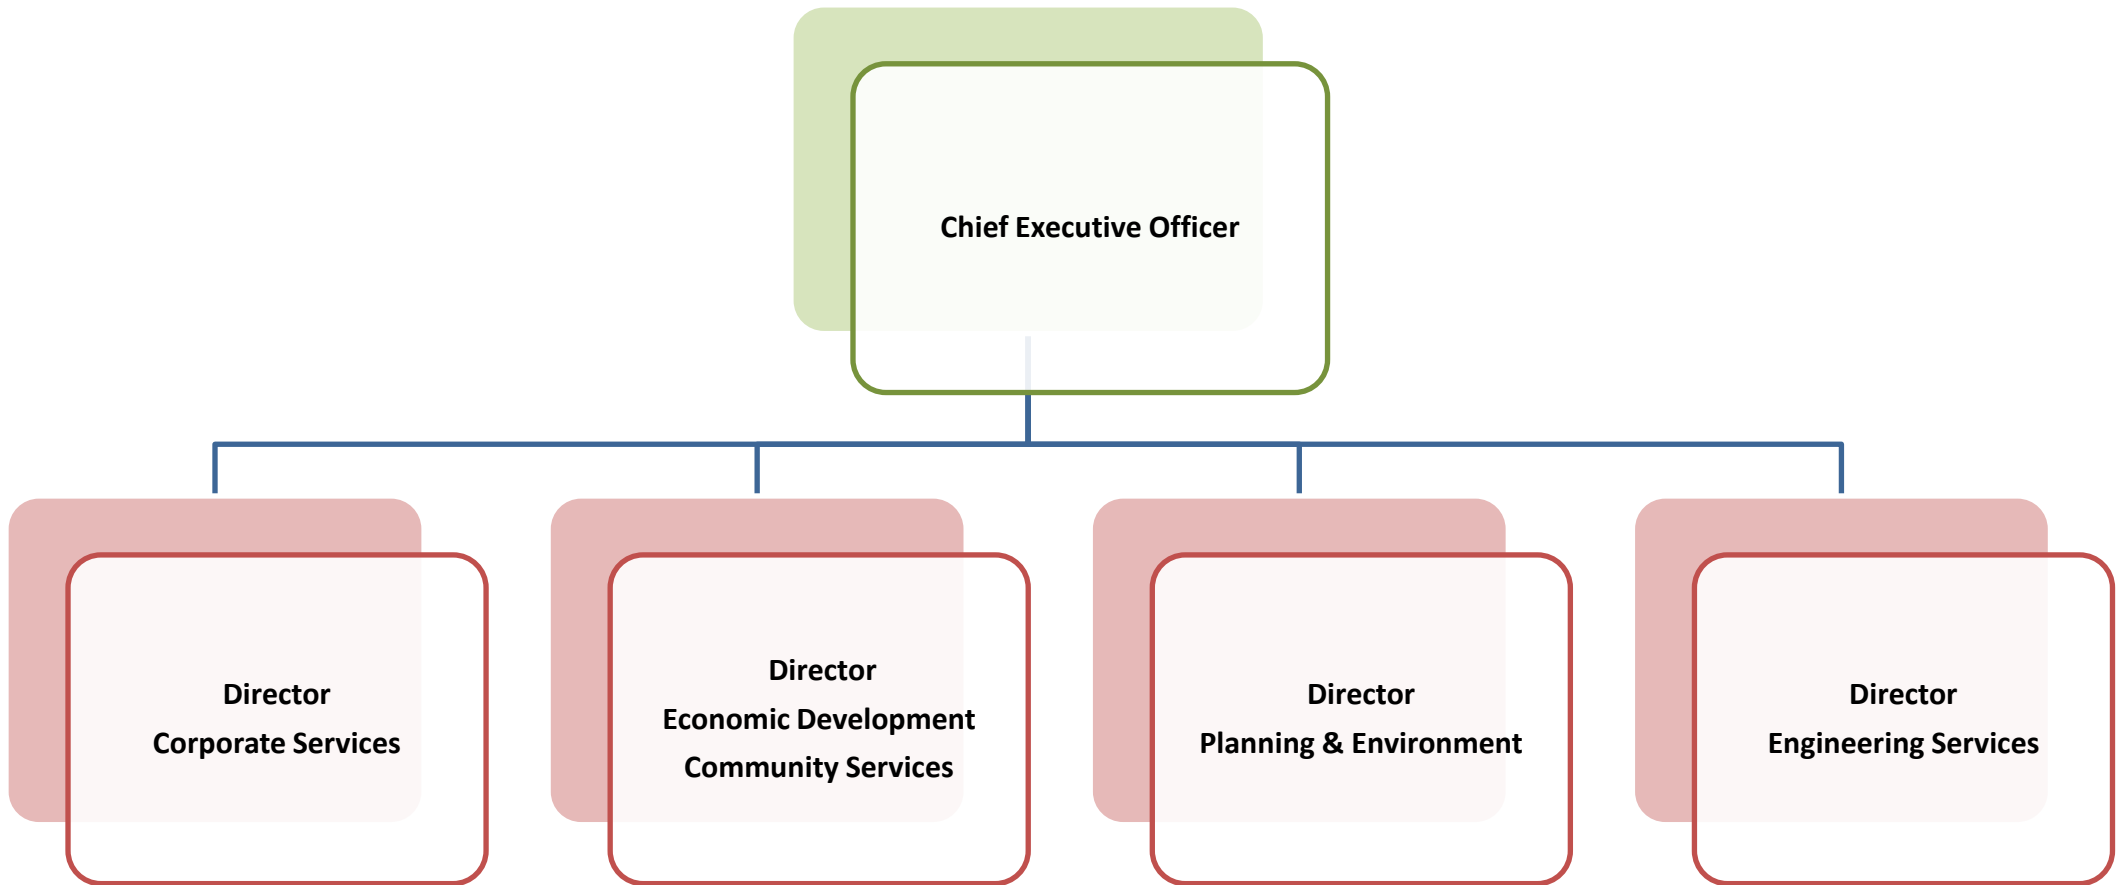 Chief Executive Officer
Director
Corporate Services
Director
Economic Development
Community Services
Director
Planning & Environment
Director
Engineering Services